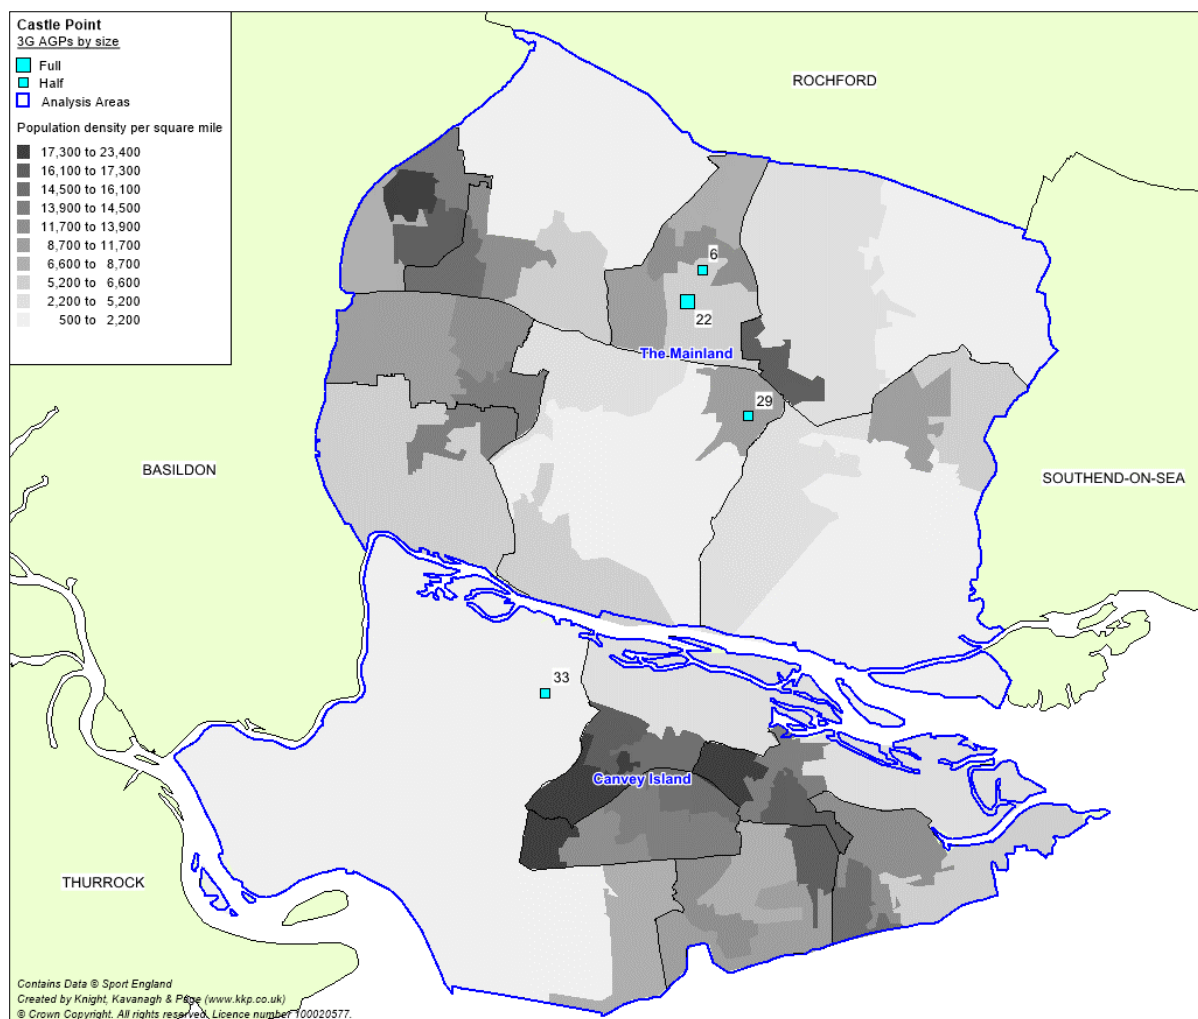 Castle Point
3G AGPs by size
Full
Half
Analysis Areas
Population density per square mile
17,300 to 23,400
16,100 to 17,300
14,500 to 16,100
13,900 to 14,500
11,700 to 13,900
8,700 to 11,700
6,600 to 8,700
5,200 to 6,600
2,200 to 5,200
500 to 2,200
ROCHFORD
6
22
The Mainland
29
BASILDON
SOUTHEND-ON-SEA
33
Canvey Island
THURROCK
Contains Data © Sport England
Created by Knight, Kavanagh & Page (www.kkp.co.uk)
© Crown Copyright. All rights reserved. Licence number 100020577.